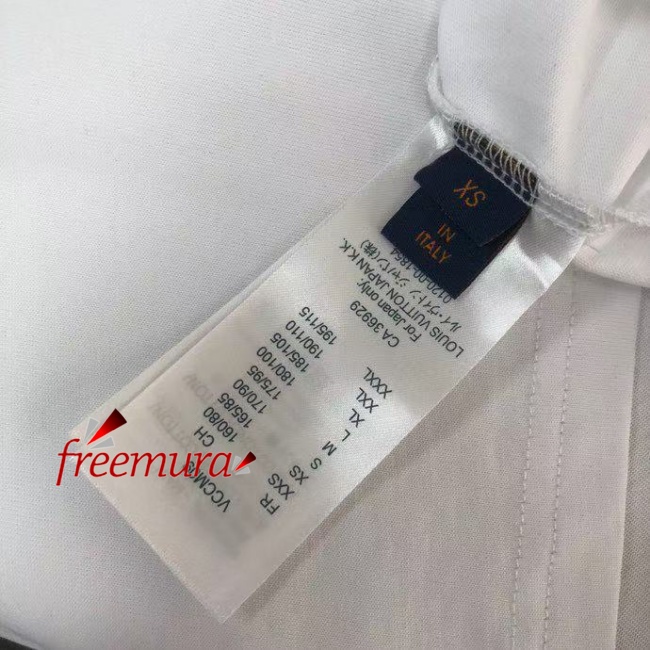 XS
IN
ITALY
VCCM
FR CH
XXS 160/80
XS 165/85
S 170/90
M 175/95
L 180/100
XL 185/105
XXL 190/110
XXXL 195/115
CA 36929
For Japan only:
LOUIS VUITTON JAPAN K.K.
ルイ・ヴィトン ジャパン(株)
0120-00-1854
freemura